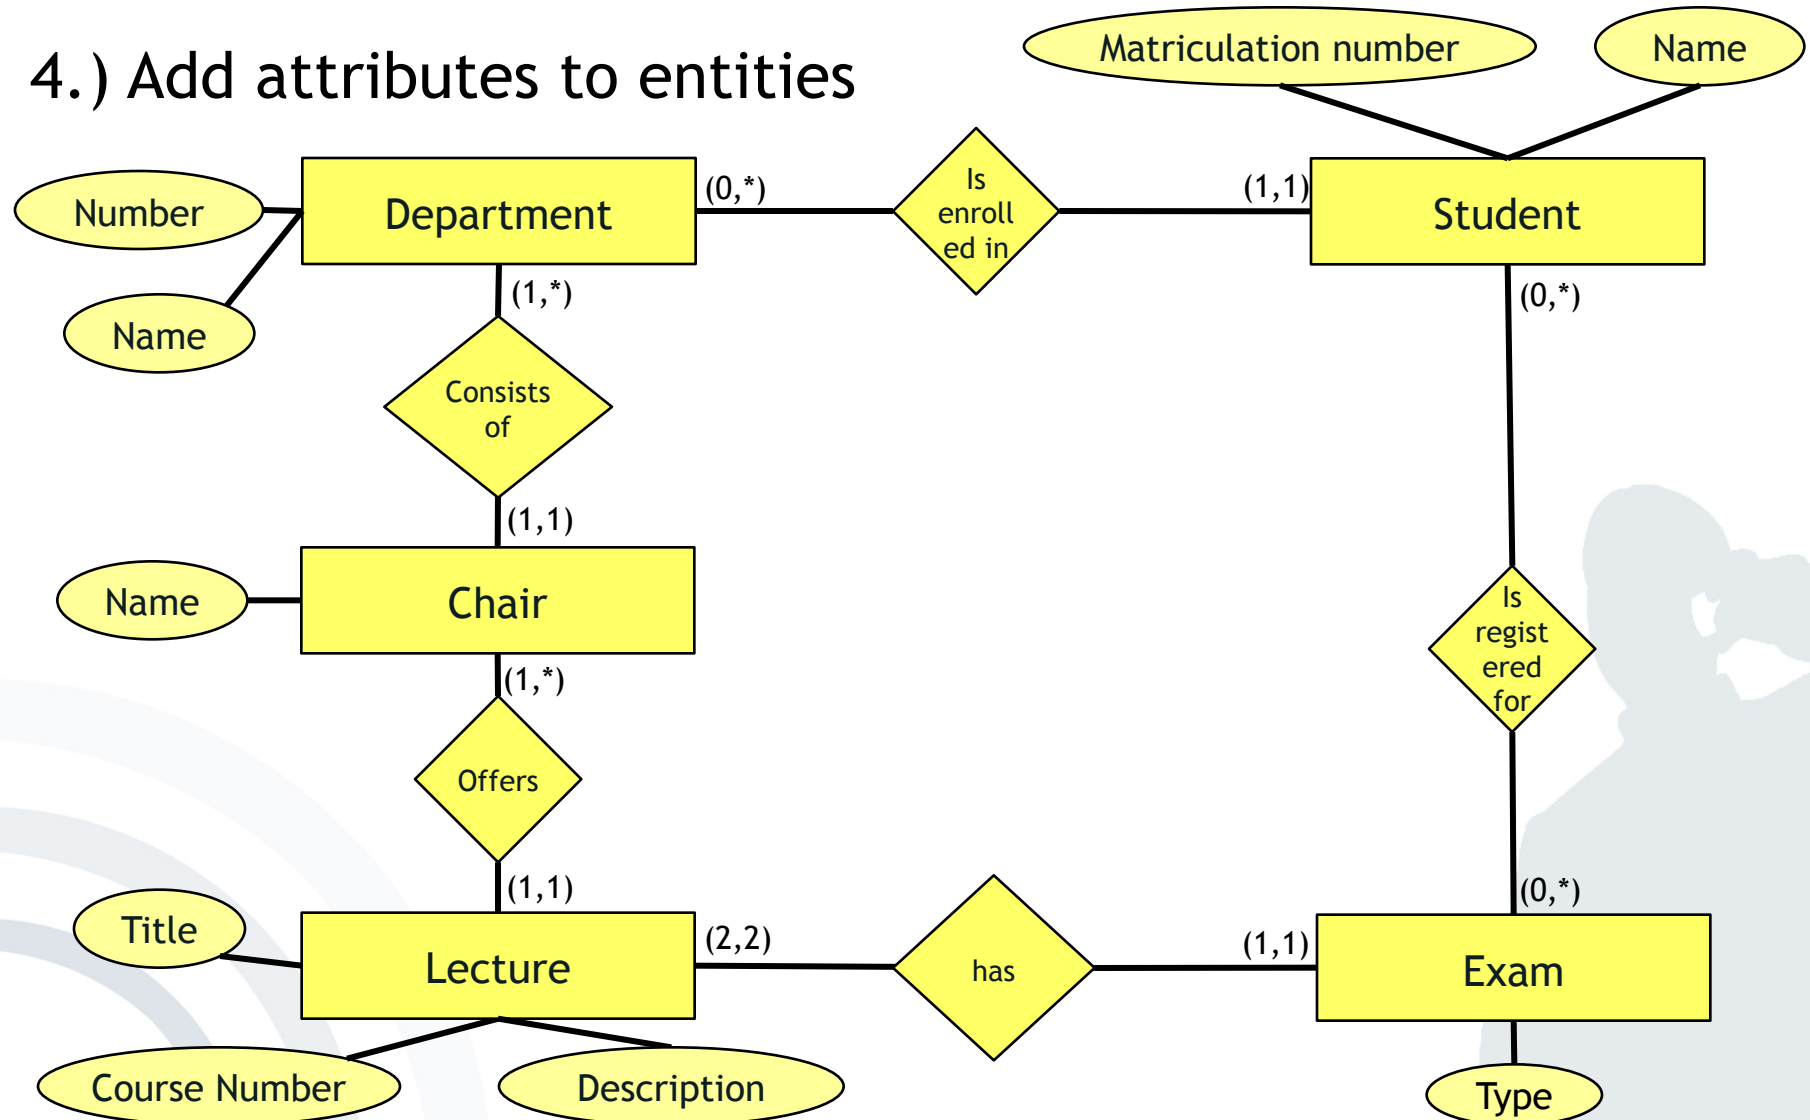 4.) Add attributes to entities
Matriculation number
Name
Number
Department
(0,*)
Is
enroll
ed in
(1,1)
Student
Name
(1,*)
(0,*)
Consists
of
(1,1)
Name
Chair
Is
regist
ered
for
(1,*)
Offers
(1,1)
(0,*)
Title
Lecture
(2,2)
has
(1,1)
Exam
Course Number
Description
Type